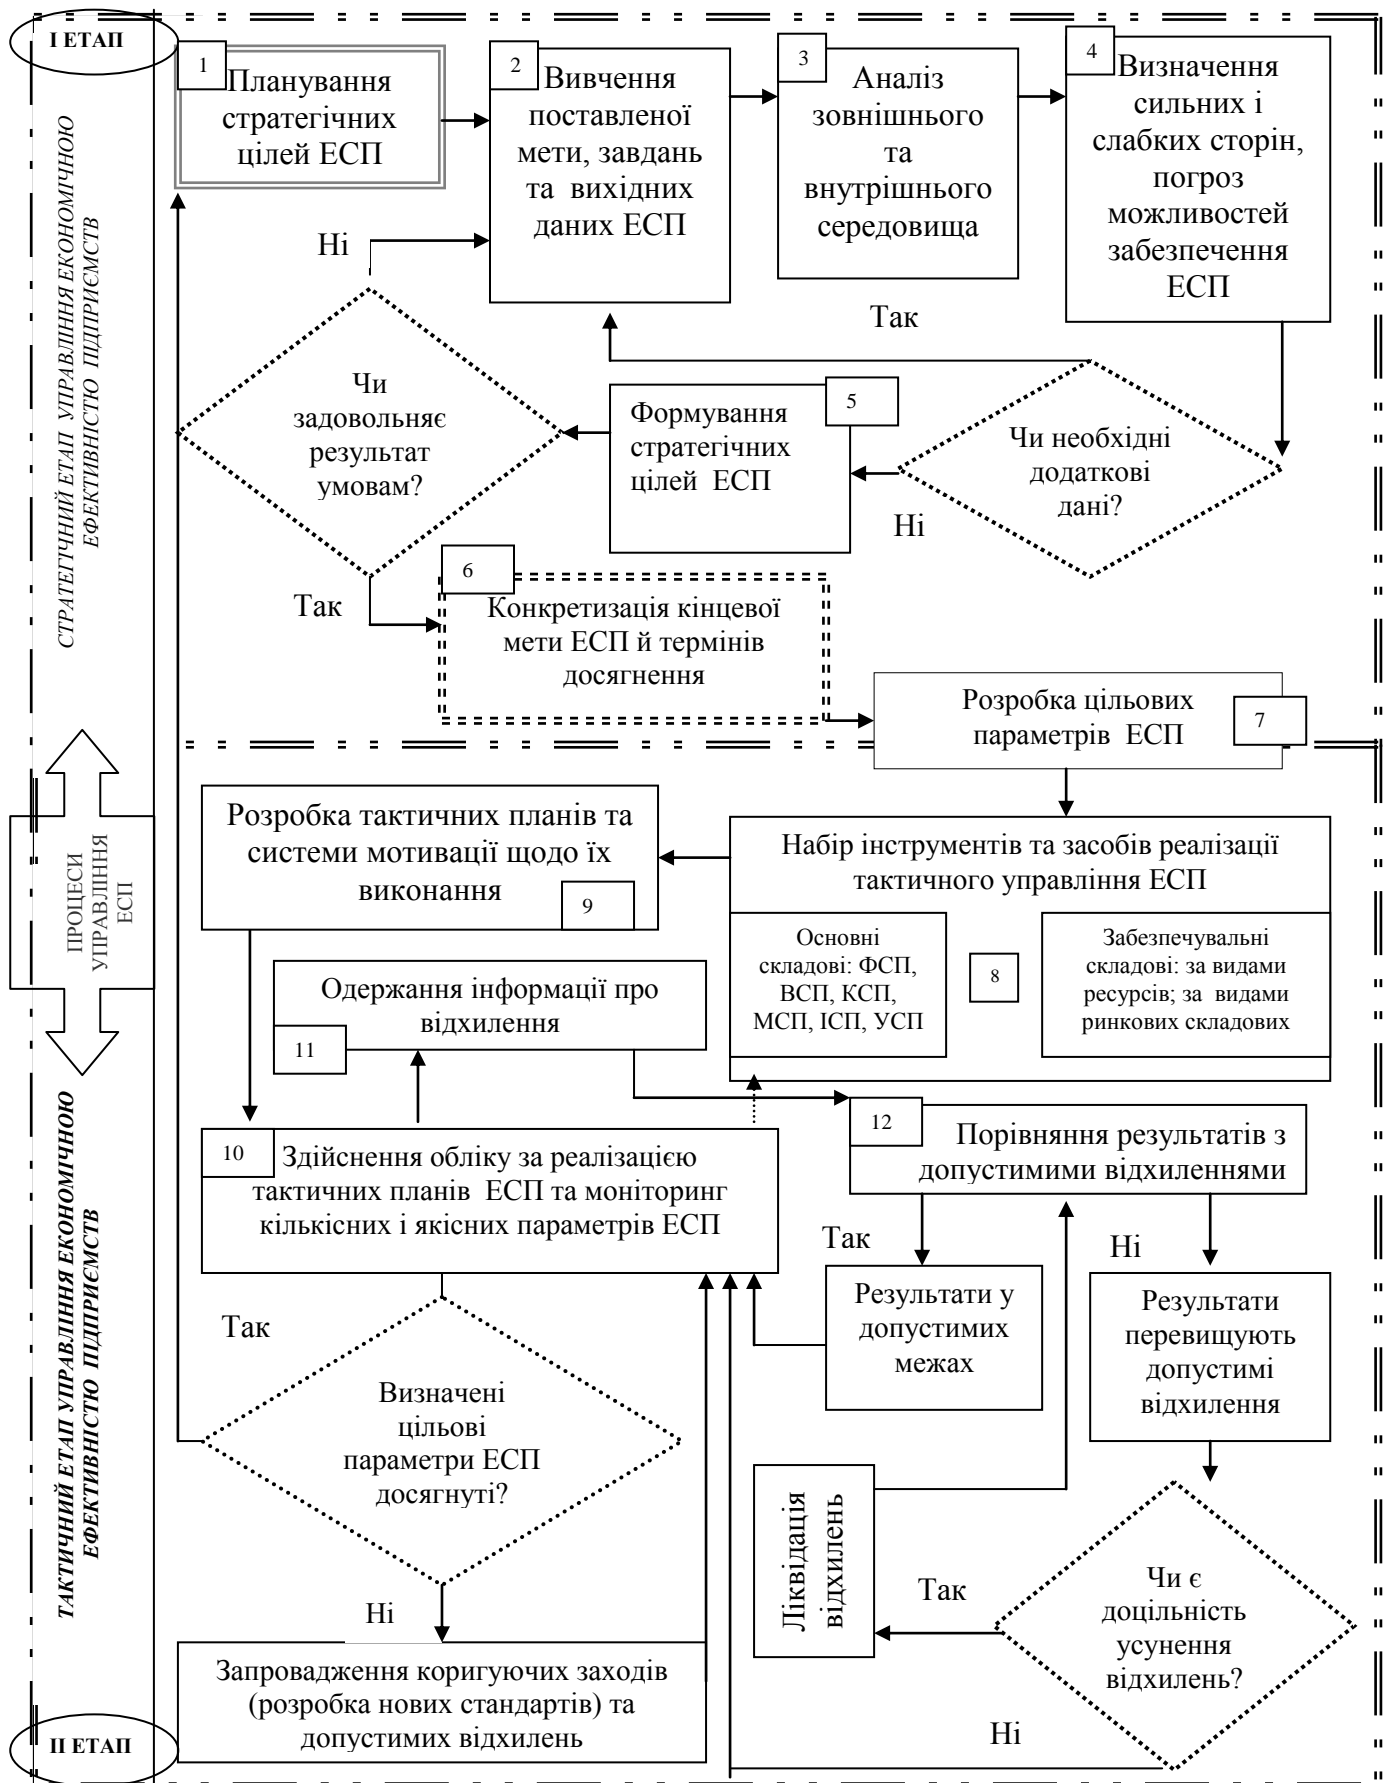 І ЕТАП
СТРАТЕГІЧНИЙ ЕТАП УПРАВЛІННЯ ЕКОНОМІЧНОЮ
ЕФЕКТИВНІСТЮ ПІДПРИЄМСТВ
1
Планування
стратегічних
цілей ЕСП
2
Вивчення
поставленої
мети, завдань
та вихідних
даних ЕСП
3
Аналіз
зовнішнього
та
внутрішнього
середовища
4
Визначення
сильних і
слабких сторін,
погроз
можливостей
забезпечення
ЕСП
Ні
Так
Чи
задовольняє
результат
умовам?
5
Формування
стратегічних
цілей ЕСП
Чи необхідні
додаткові
дані?
Ні
Так
6
Конкретизація кінцевої
мети ЕСП й термінів
досягнення
Розробка цільових
параметрів ЕСП
7
ПРОЦЕСИ
УПРАВЛІННЯ
ЕСП
Розробка тактичних планів та
системи мотивації щодо їх
виконання
9
Набір інструментів та засобів реалізації
тактичного управління ЕСП
Основні
складові: ФСП,
ВСП, КСП,
МСП, ІСП, УСП
8
Забезпечувальні
складові: за видами
ресурсів; за видами
ринкових складових
Одержання інформації про
відхилення
11
ТАКТИЧНИЙ ЕТАП УПРАВЛІННЯ ЕКОНОМІЧНОЮ
ЕФЕКТИВНІСТЮ ПІДПРИЄМСТВ
10
Здійснення обліку за реалізацією
тактичних планів ЕСП та моніторинг
кількісних і якісних параметрів ЕСП
12
Порівняння результатів з
допустимими відхиленнями
Так
Ні
Результати у
допустимих
межах
Результати
перевищують
допустимі
відхилення
Так
Визначені
цільові
параметри ЕСП
досягнуті?
Ліквідація
відхилень
Так
Чи є
доцільність
усунення
відхилень?
Ні
Ні
Запровадження коригуючих заходів
(розробка нових стандартів) та
допустимих відхилень
ІІ ЕТАП